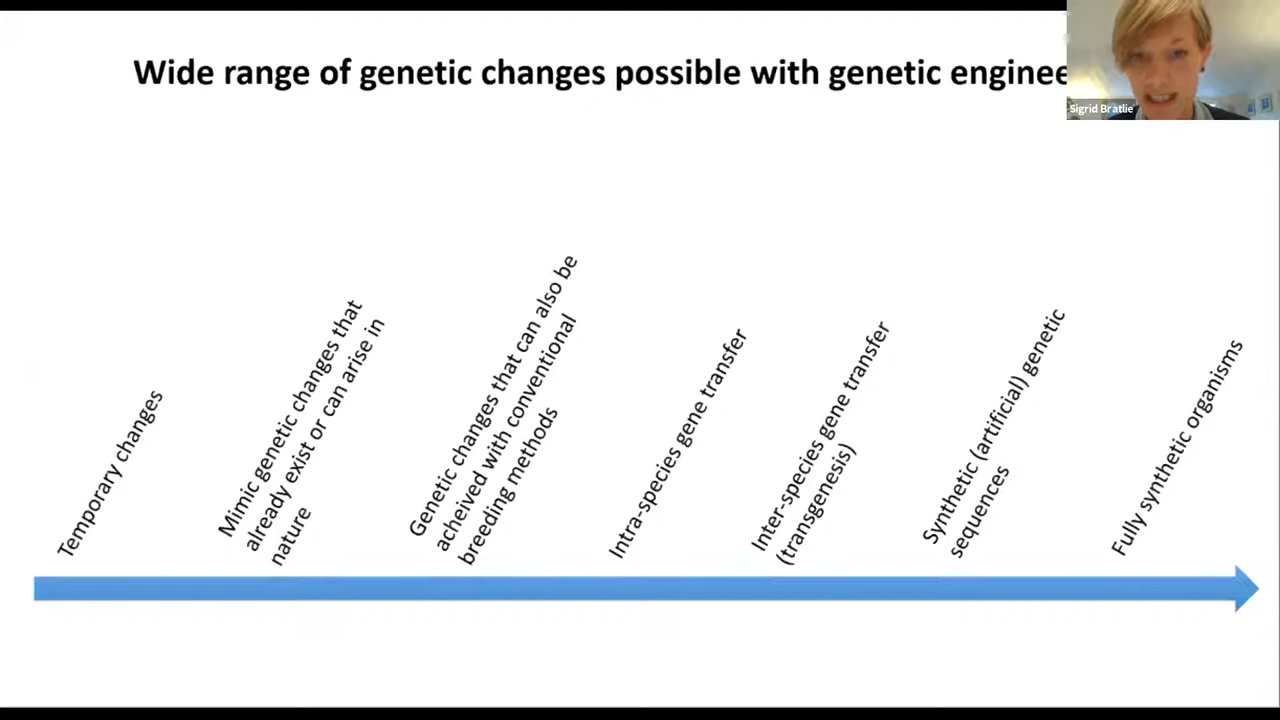 Wide range of genetic changes possible with genetic enginee
Sigrid Bratlie
Temporary changes
Mimic genetic changes that
already exist or can arise in
nature
Genetic changes that can also be
acheived with conventional
breeding methods
Intra-species gene transfer
Inter-species gene transfer
(transgenesis)
Synthetic (artificial) genetic
sequences
Fully synthetic organisms